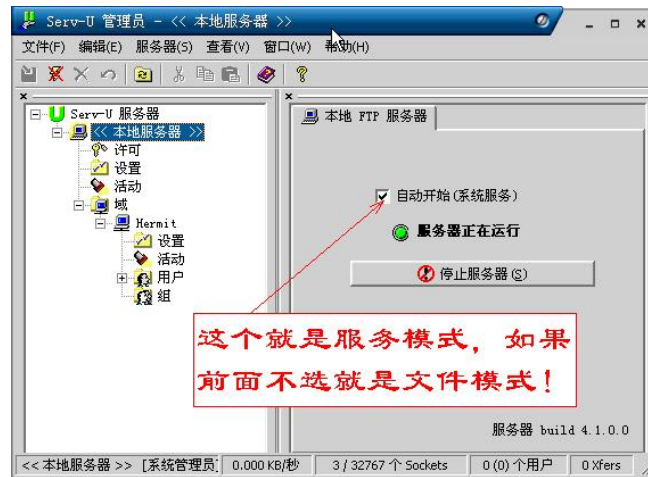 Serv-U 管理员 - << 本地服务器 >>
文件(F) 编辑(E) 服务器(S) 查看(V) 窗口(W) 帮助(H)
Serv-U 服务器
<< 本地服务器 >>
许可
设置
活动
域
Hermit
设置
活动
用户
组
本地 FTP 服务器
自动开始(系统服务)
服务器正在运行
停止服务器(S)
这个就是服务模式，如果
前面不选就是文件模式！
服务器 build 4.1.0.0
<< 本地服务器 >> [系统管理员] 0.000 KB/秒 3 / 32767 个 Sockets 0 (0) 个用户 0 Xfers